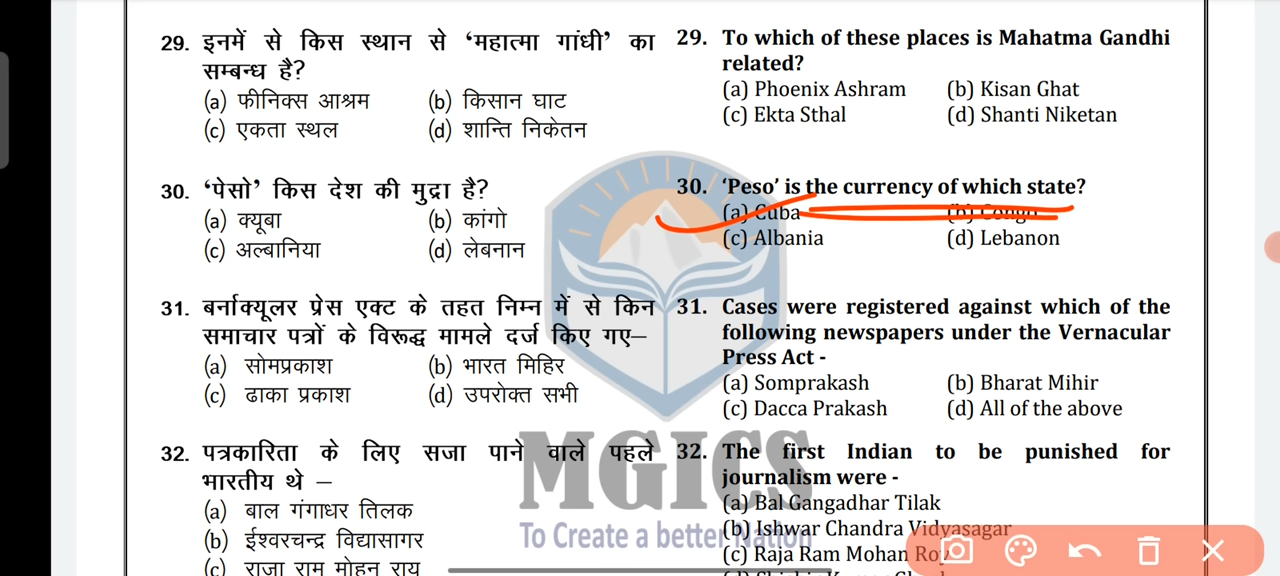 29. इनमें से किस स्थान से ‘महात्मा गांधी’ का
सम्बन्ध है?
(a) फीनिक्स आश्रम (b) किसान घाट
(c) एकता स्थल (d) शान्ति निकेतन
30. ‘पेसो’ किस देश की मुद्रा है?
(a) क्यूबा (b) कांगो
(c) अल्बानिया (d) लेबनान
31. बर्नाक्यूलर प्रेस एक्ट के तहत निम्न में से किन
समाचार पत्रों के विरूद्ध मामले दर्ज किए गए–
(a) सोमप्रकाश (b) भारत मिहिर
(c) ढाका प्रकाश (d) उपरोक्त सभी
32. पत्रकारिता के लिए सजा पाने वाले पहले
भारतीय थे –
(a) बाल गंगाधर तिलक
(b) ईश्वरचन्द्र विद्यासागर
(c) राजा राम मोहन राय
29. To which of these places is Mahatma Gandhi
related?
(a) Phoenix Ashram (b) Kisan Ghat
(c) Ekta Sthal (d) Shanti Niketan
30. ‘Peso’ is the currency of which state?
(a) Cuba (b) Congo
(c) Albania (d) Lebanon
31. Cases were registered against which of the
following newspapers under the Vernacular
Press Act -
(a) Somprakash (b) Bharat Mihir
(c) Dacca Prakash (d) All of the above
32. The first Indian to be punished for
journalism were -
(a) Bal Gangadhar Tilak
(b) Ishwar Chandra Vidyasagar
(c) Raja Ram Mohan Roy
MGICS
To Create a better Nation